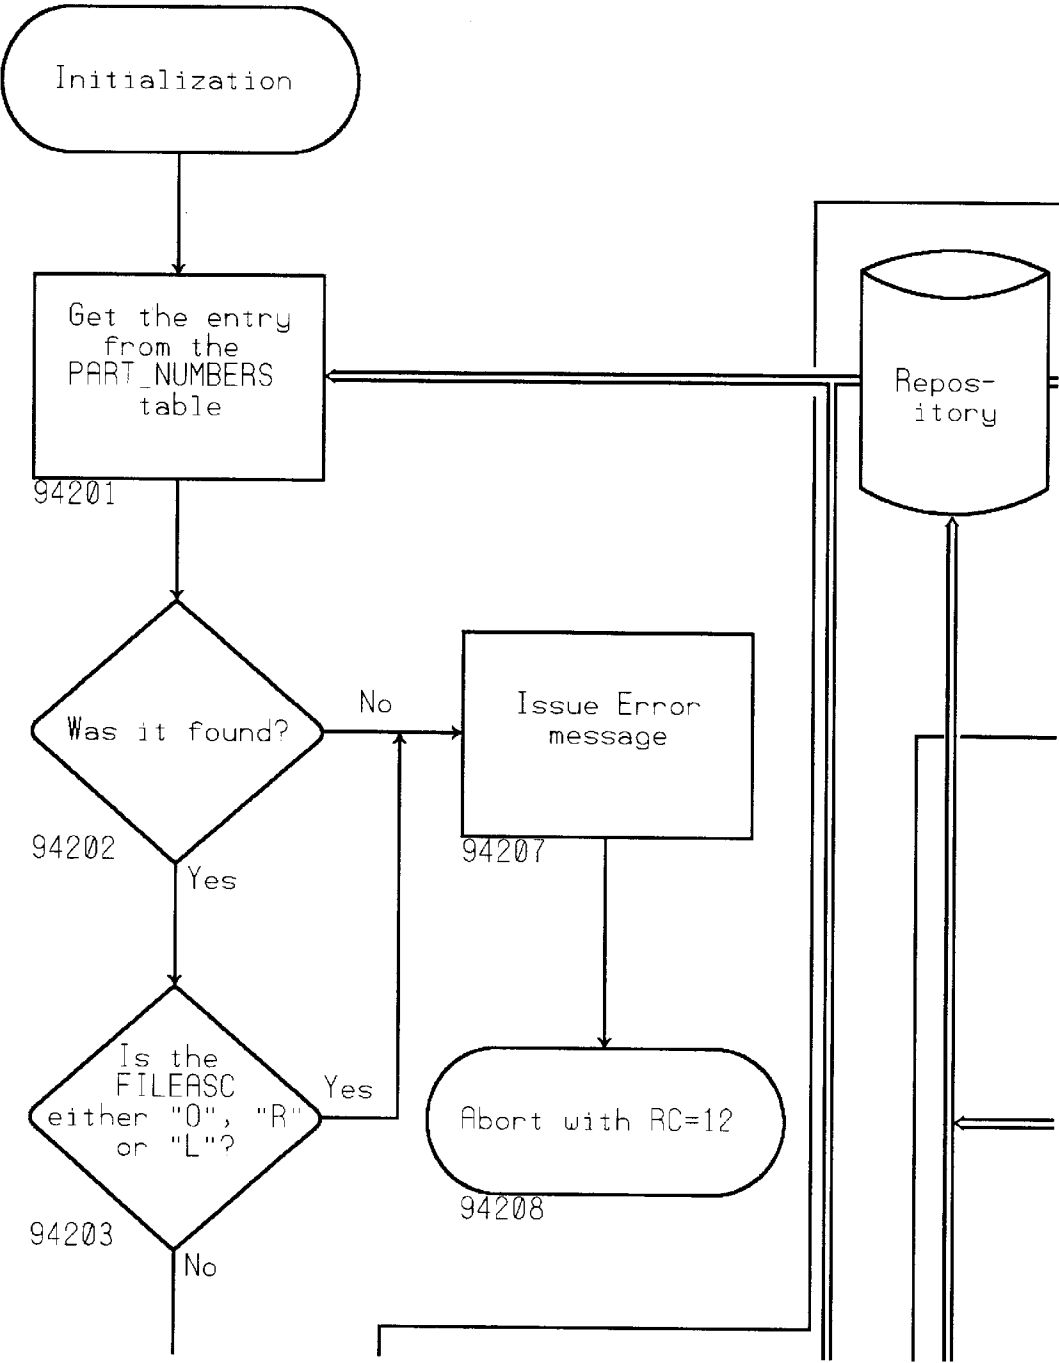 Initialization
Get the entry
from the
PART_NUMBERS
table
94201
Repos-
itory
Was it found?
No
94202
Yes
Issue Error
message
94207
Is the
FILEASC
either "O", "R"
or "L"?
Yes
94203
No
Abort with RC=12
94208